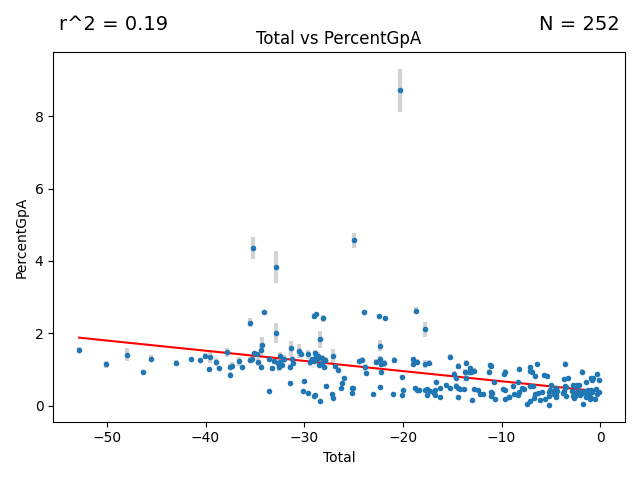 r^2 = 0.19
N = 252
Total vs PercentGpA
PercentGpA
8
6
4
2
0
−50
−40
−30
−20
−10
0
Total